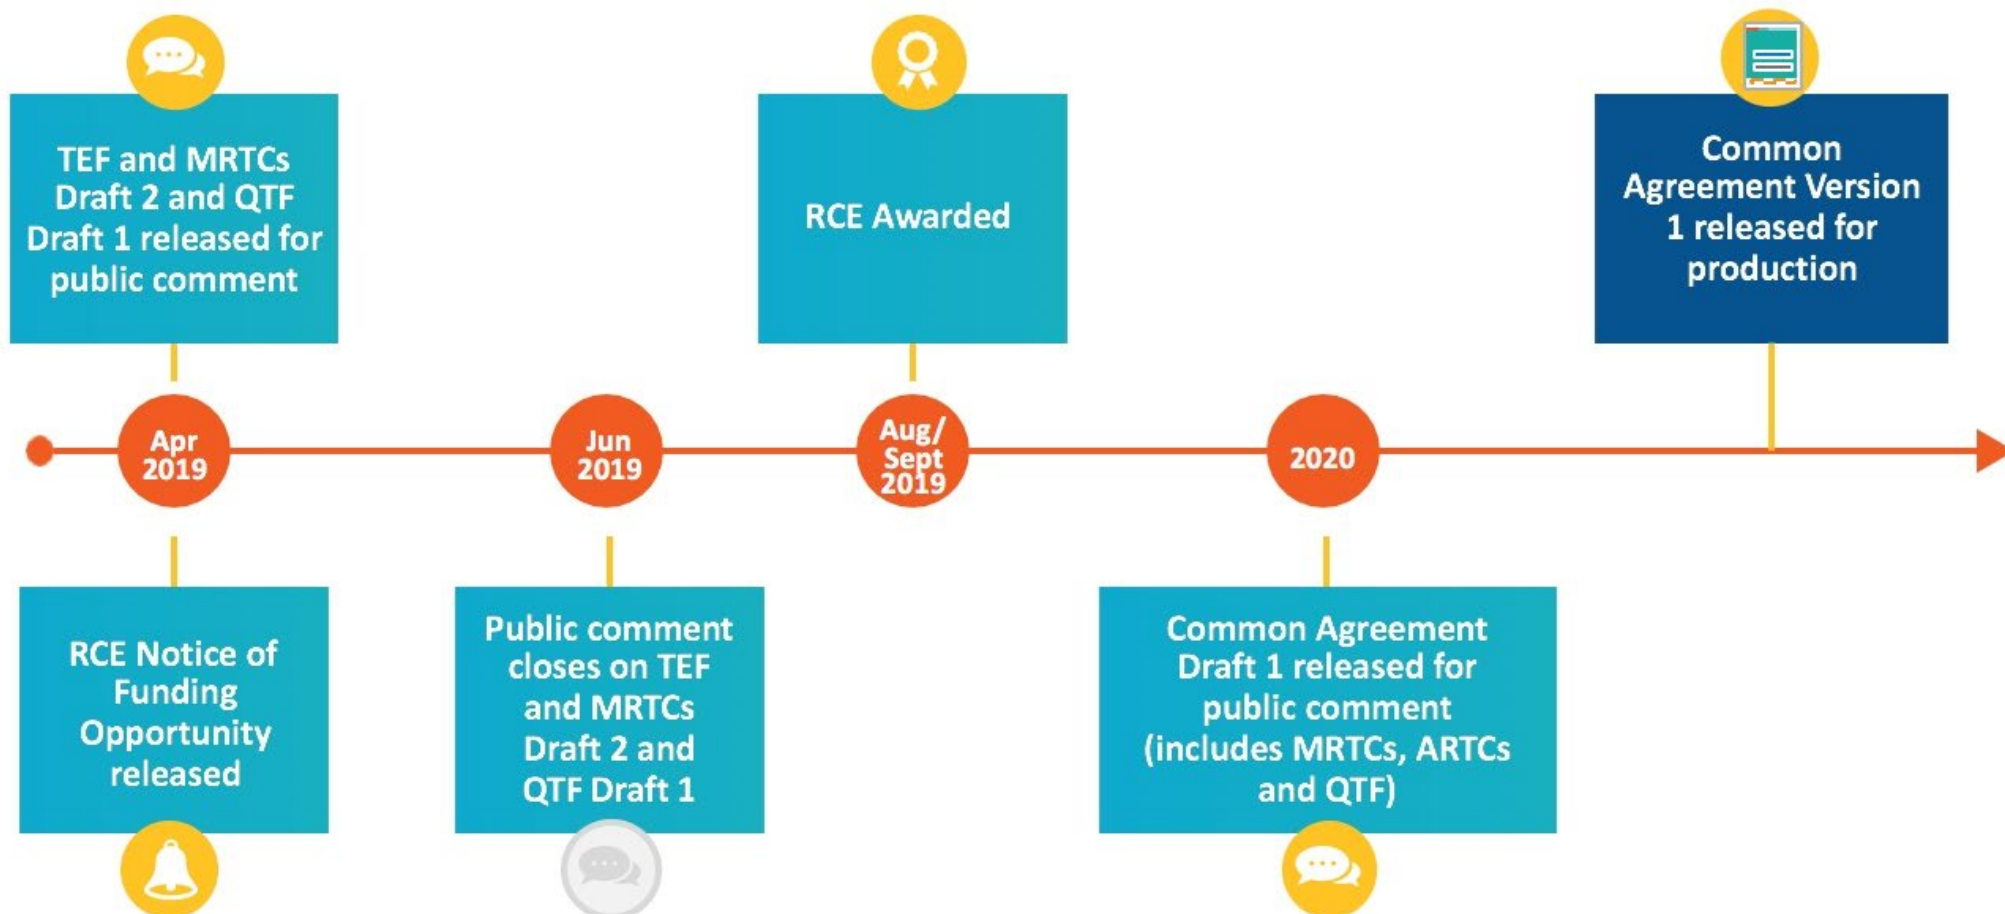 TEF and MRTCs
Draft 2 and QTF
Draft 1 released for
public comment
RCE Awarded
Common
Agreement Version
1 released for
production
Apr
2019
Jun
2019
Aug/
Sept
2019
2020
RCE Notice of
Funding
Opportunity
released
Public comment
closes on TEF
and MRTCs
Draft 2 and
QTF Draft 1
Common Agreement
Draft 1 released for
public comment
(includes MRTCs, ARTCs
and QTF)